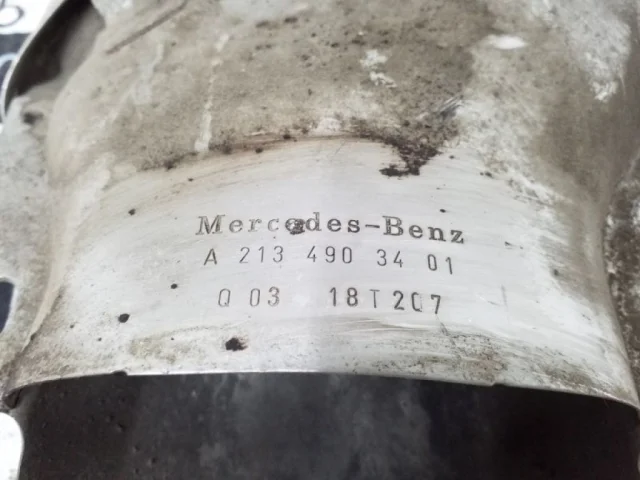 Mercedes-Benz
A 213 490 34 01
Q 03 18T207